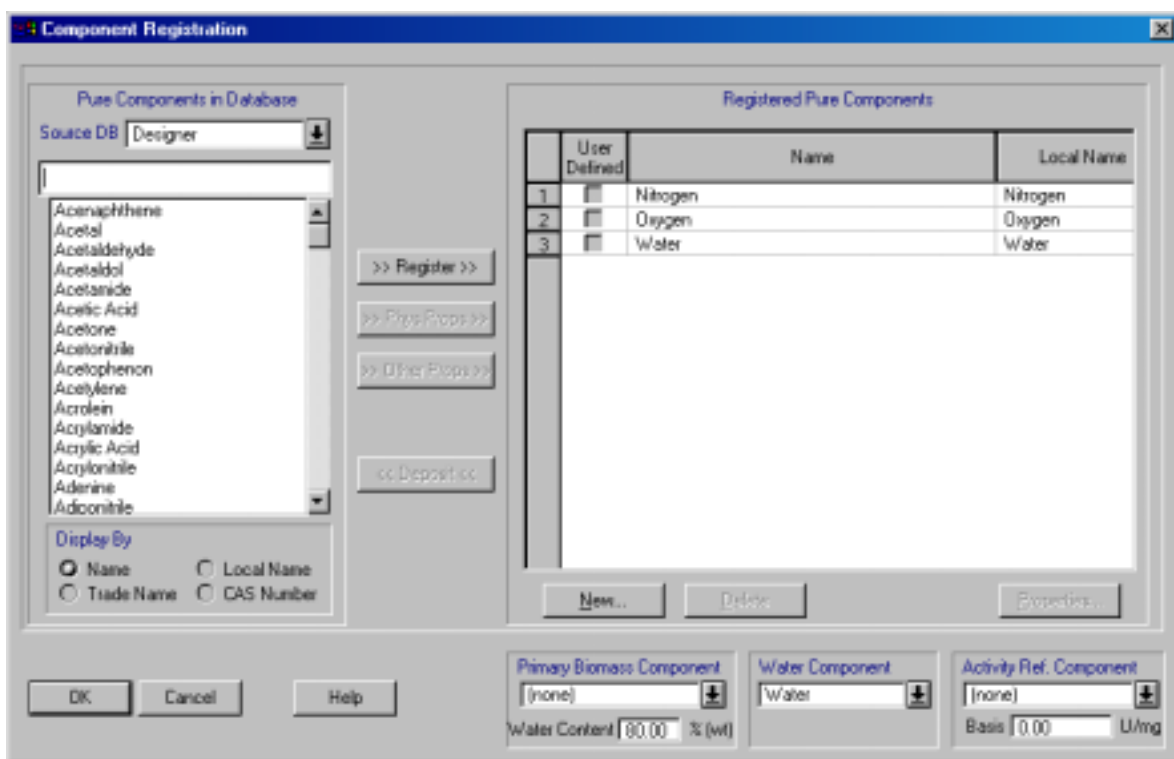 Component Registration
Pure Components in Database
Source DB Designer
Acenaphthene
Acetal
Acetaldehyde
Acetaldol
Acetamide
Acetic Acid
Acetone
Acetonitrile
Acetophenon
Acetylene
Acrolein
Acrylamide
Acrylic Acid
Acrylonitrile
Adenine
Adiponitrile
Display By
Name
Local Name
Trade Name
CAS Number
>> Register >>
>> Phys Props >>
>> Other Props >>
<< Deposit <<
Registered Pure Components
User Defined Name Local Name
1 Nitrogen Nitrogen
2 Oxygen Oxygen
3 Water Water
New...
Delete
Properties...
OK
Cancel
Help
Primary Biomass Component
(none)
Water Content 80.00 % (wt)
Water Component
Water
Activity Ref. Component
(none)
Basis 0.00 U/mg